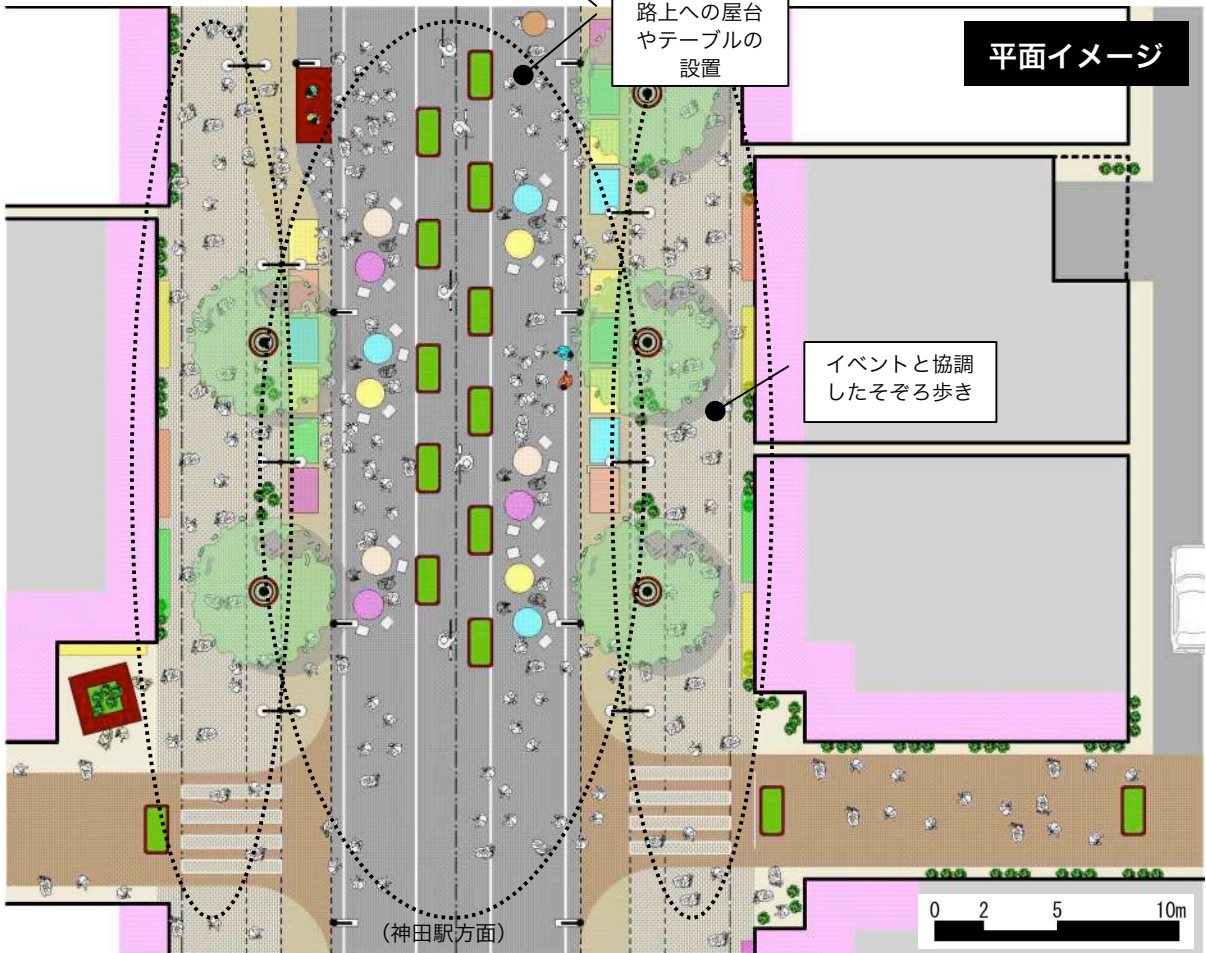 路上への屋台
やテーブルの
設置
平面イメージ
イベントと協調
したそぞろ歩き
0 2 5 10m
(神田駅方面)